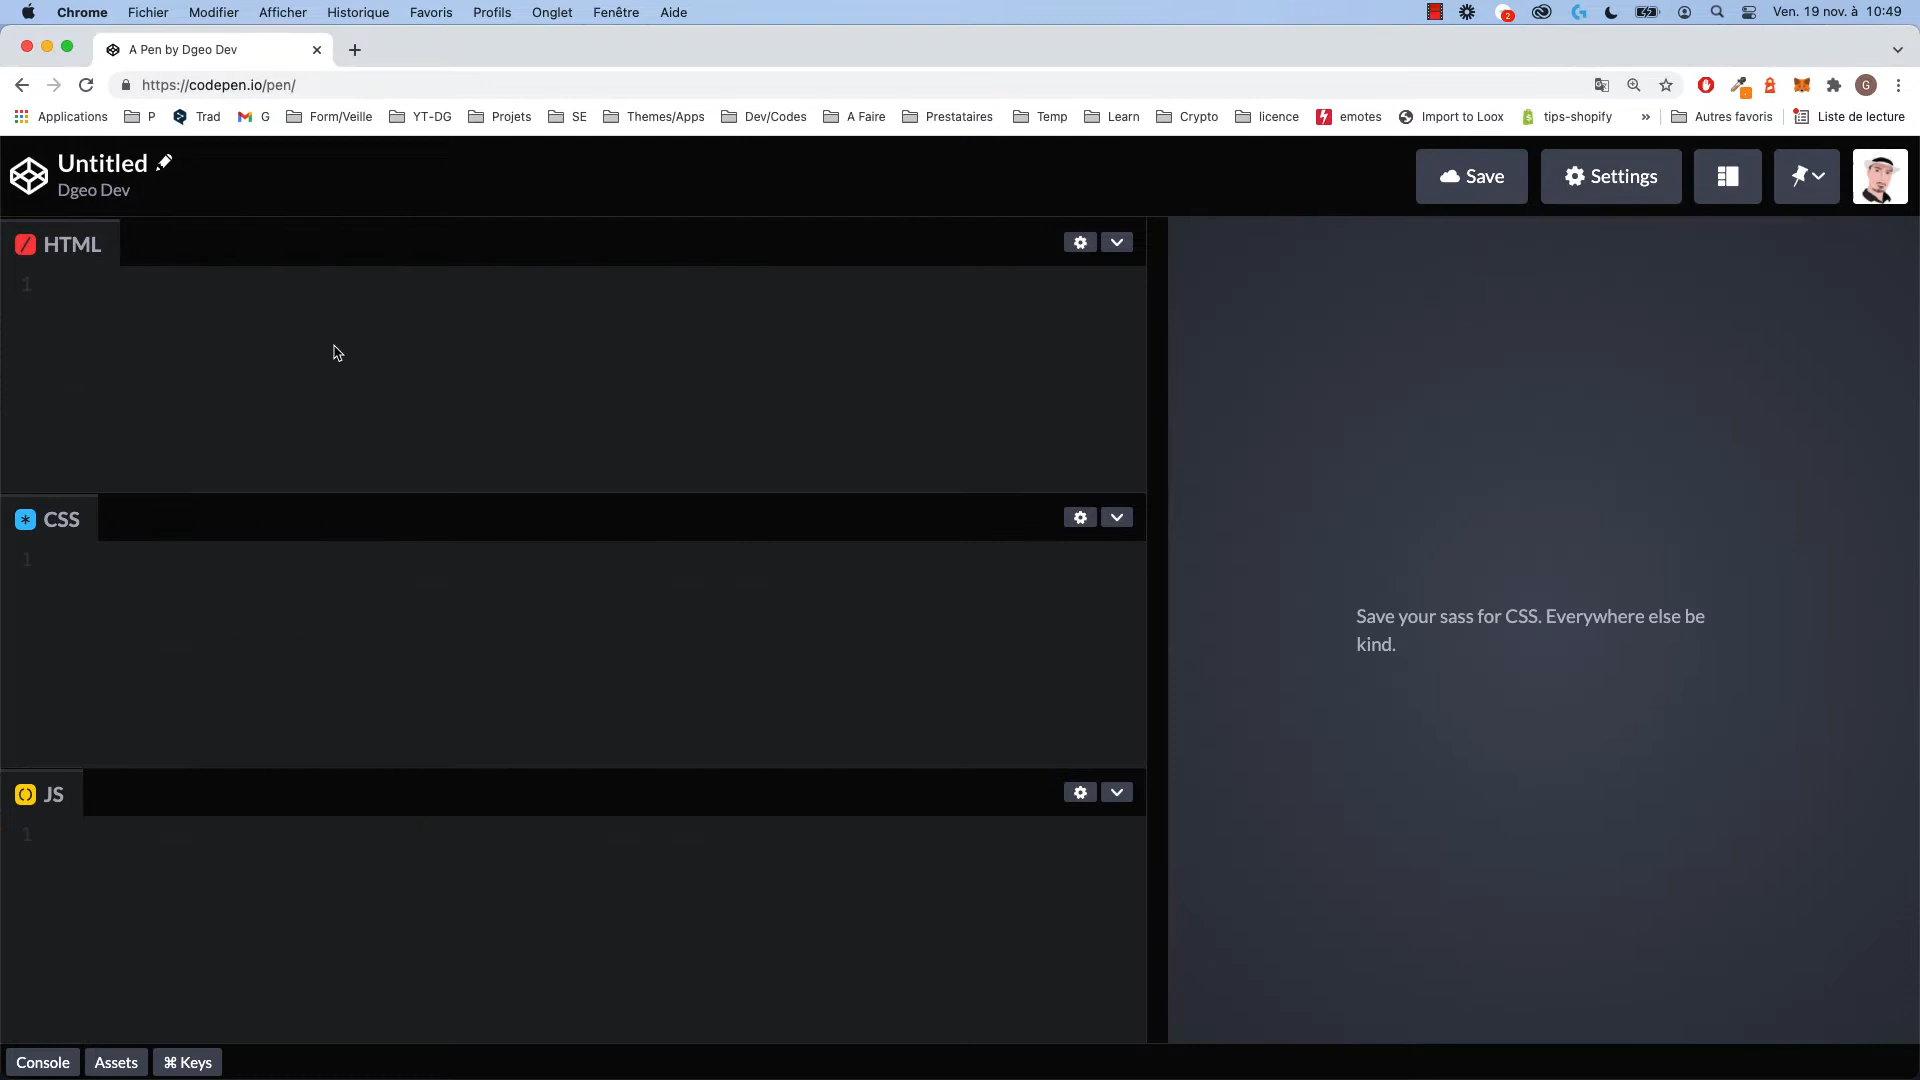 Chrome Fichier Modifier Afficher Historique Favoris Profils Onglet Fenêtre Aide 2 Ven. 19 nov. à 10:49
A Pen by Dgeo Dev
https://codepen.io/pen/ G
Applications P Trad G Form/Veille YT-DG Projets SE Themes/Apps Dev/Codes A Faire Prestataires Temp Learn Crypto licence emotes Import to Loox tips-shopify » Autres favoris Liste de lecture
Untitled
Dgeo Dev
Save Settings
HTML
1
CSS
1
Save your sass for CSS. Everywhere else be
kind.
JS
1
Console Assets ⌘ Keys